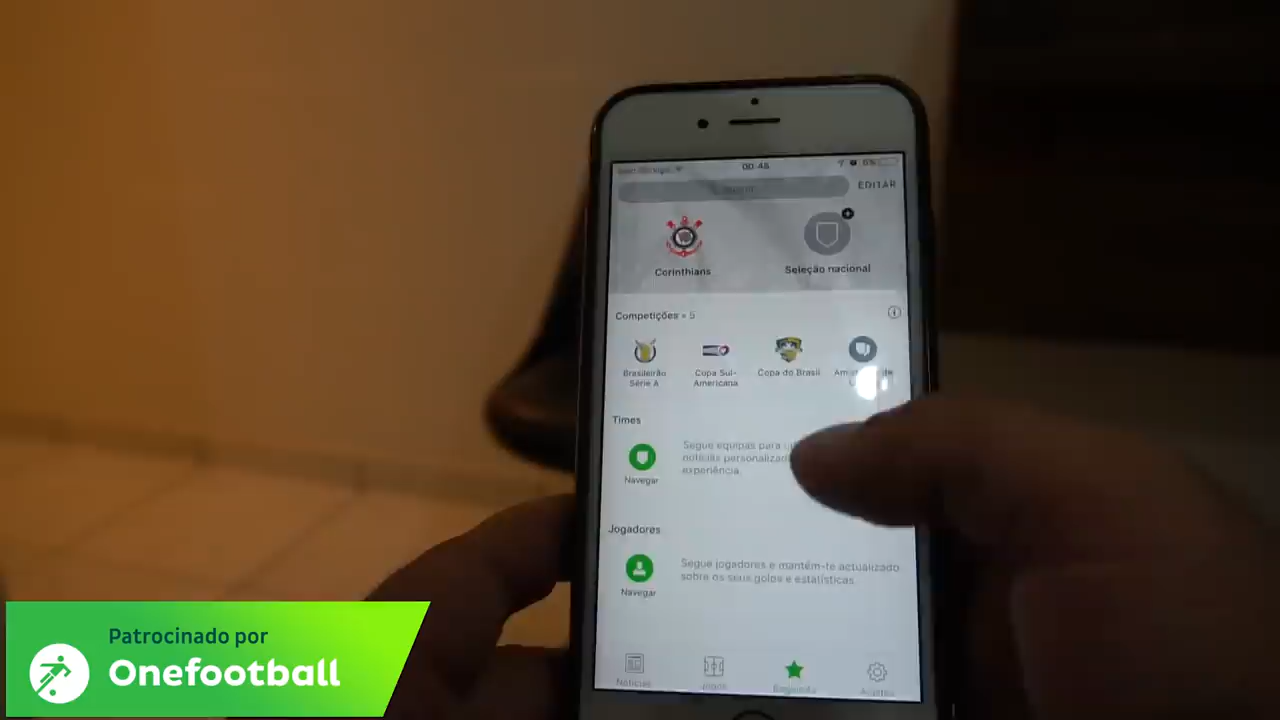 00:48
6%
EDITAR
Corinthians
Seleção nacional
Competições • 5
Brasileirão
Série A
Copa Sul-
Americana
Copa do Brasil
de
Times
Segue equipas para
notícias
experiência.
Navegar
Jogadores
Segue jogadores e mantém-te actualizado
sobre os seus golos e estatísticas.
Navegar
Notícias
Jogos
Ajustes
Patrocinado por
Onefootball